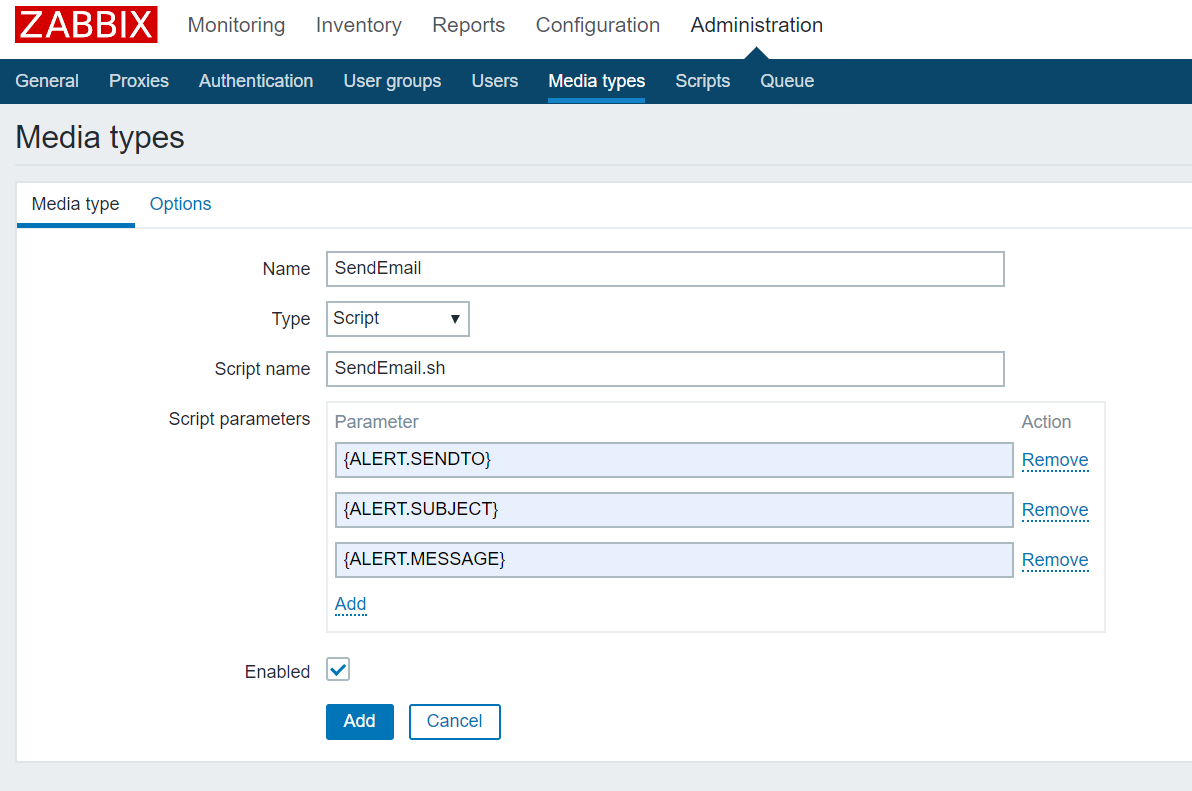 ZABBIX Monitoring Inventory Reports Configuration Administration
General Proxies Authentication User groups Users Media types Scripts Queue
Media types
Media type Options
Name SendEmail
Type Script
Script name SendEmail.sh
Script parameters Parameter Action
{ALERT.SENDTO} Remove
{ALERT.SUBJECT} Remove
{ALERT.MESSAGE} Remove
Add
Enabled
Add Cancel